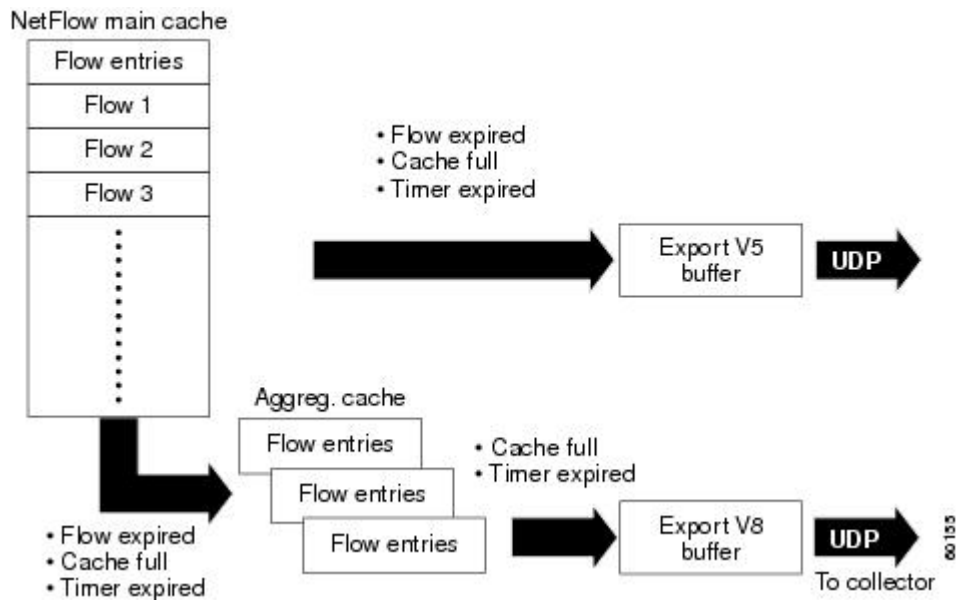 NetFlow main cache
Flow entries
Flow 1
Flow 2
Flow 3
• Flow expired
• Cache full
• Timer expired
Export V5
buffer
UDP
Aggreg. cache
Flow entries
Flow entries
Flow entries
• Flow expired
• Cache full
• Timer expired
• Cache full
• Timer expired
Export V8
buffer
UDP
To collector
60155